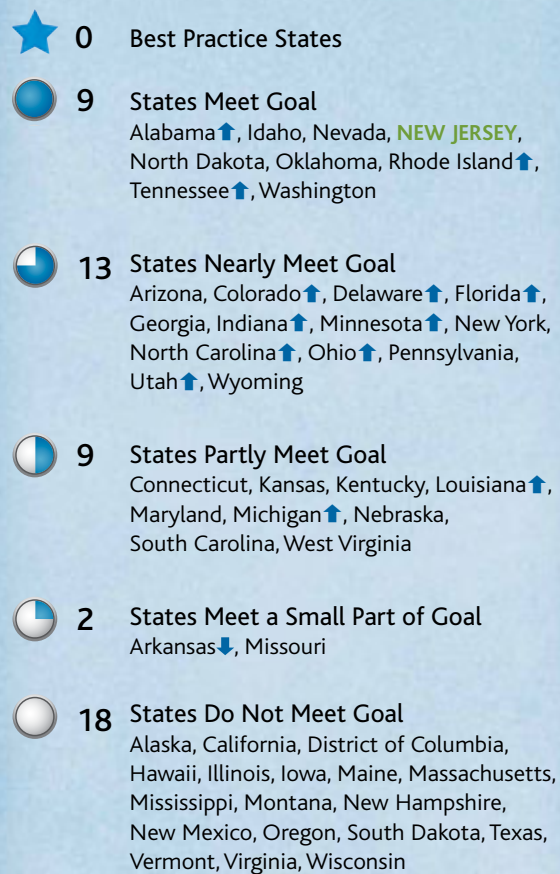 0 Best Practice States
9 States Meet Goal
Alabama⬆, Idaho, Nevada, NEW JERSEY,
North Dakota, Oklahoma, Rhode Island⬆,
Tennessee⬆, Washington
13 States Nearly Meet Goal
Arizona, Colorado⬆, Delaware⬆, Florida⬆,
Georgia, Indiana⬆, Minnesota⬆, New York,
North Carolina⬆, Ohio⬆, Pennsylvania,
Utah⬆, Wyoming
9 States Partly Meet Goal
Connecticut, Kansas, Kentucky, Louisiana⬆,
Maryland, Michigan⬆, Nebraska,
South Carolina, West Virginia
2 States Meet a Small Part of Goal
Arkansas⬇, Missouri
18 States Do Not Meet Goal
Alaska, California, District of Columbia,
Hawaii, Illinois, Iowa, Maine, Massachusetts,
Mississippi, Montana, New Hampshire,
New Mexico, Oregon, South Dakota, Texas,
Vermont, Virginia, Wisconsin